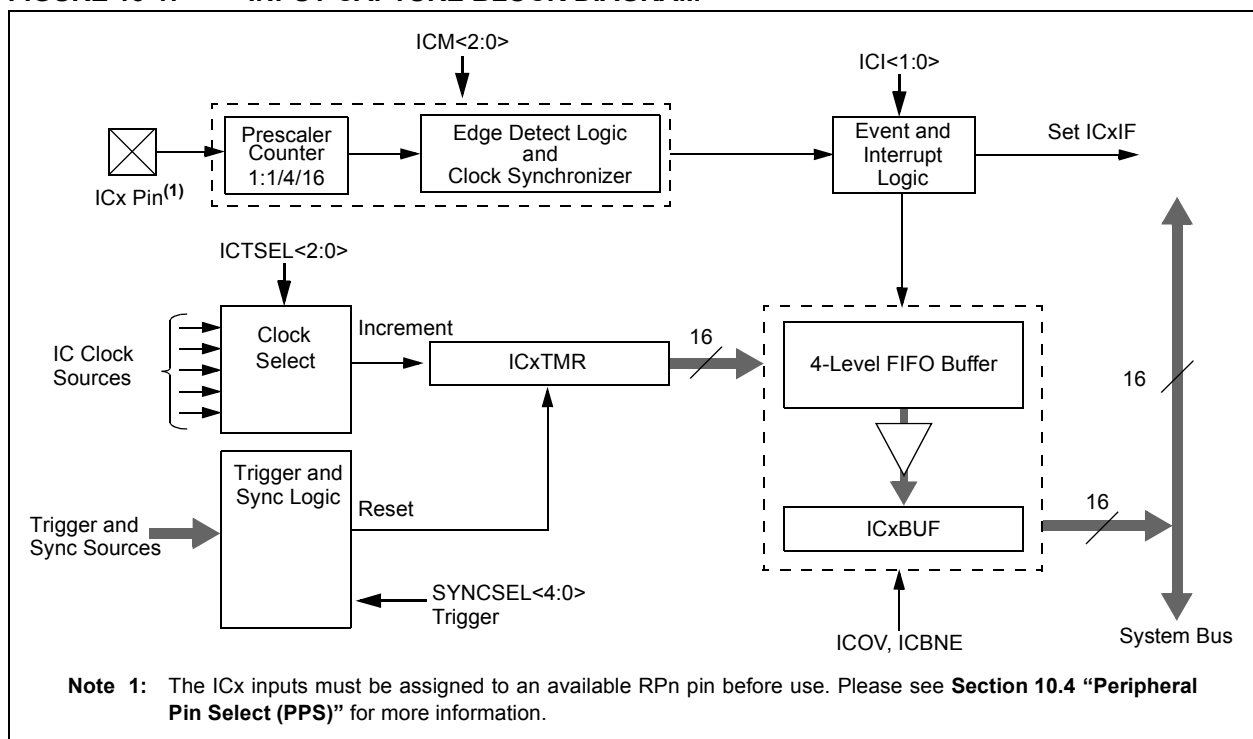 ICM<2:0>
ICI<1:0>
Prescaler
Counter
1:1/4/16
Edge Detect Logic
and
Clock Synchronizer
Event and
Interrupt
Logic
Set ICxIF
ICx Pin(1)
ICTSEL<2:0>
IC Clock
Sources
Clock
Select
Increment
ICxTMR
16
4-Level FIFO Buffer
16
Trigger and
Sync Logic
Reset
Trigger and
Sync Sources
ICxBUF
16
SYNCSEL<4:0>
Trigger
ICOV, ICBNE
System Bus
Note 1: The ICx inputs must be assigned to an available RPn pin before use. Please see Section 10.4 “Peripheral
Pin Select (PPS)” for more information.